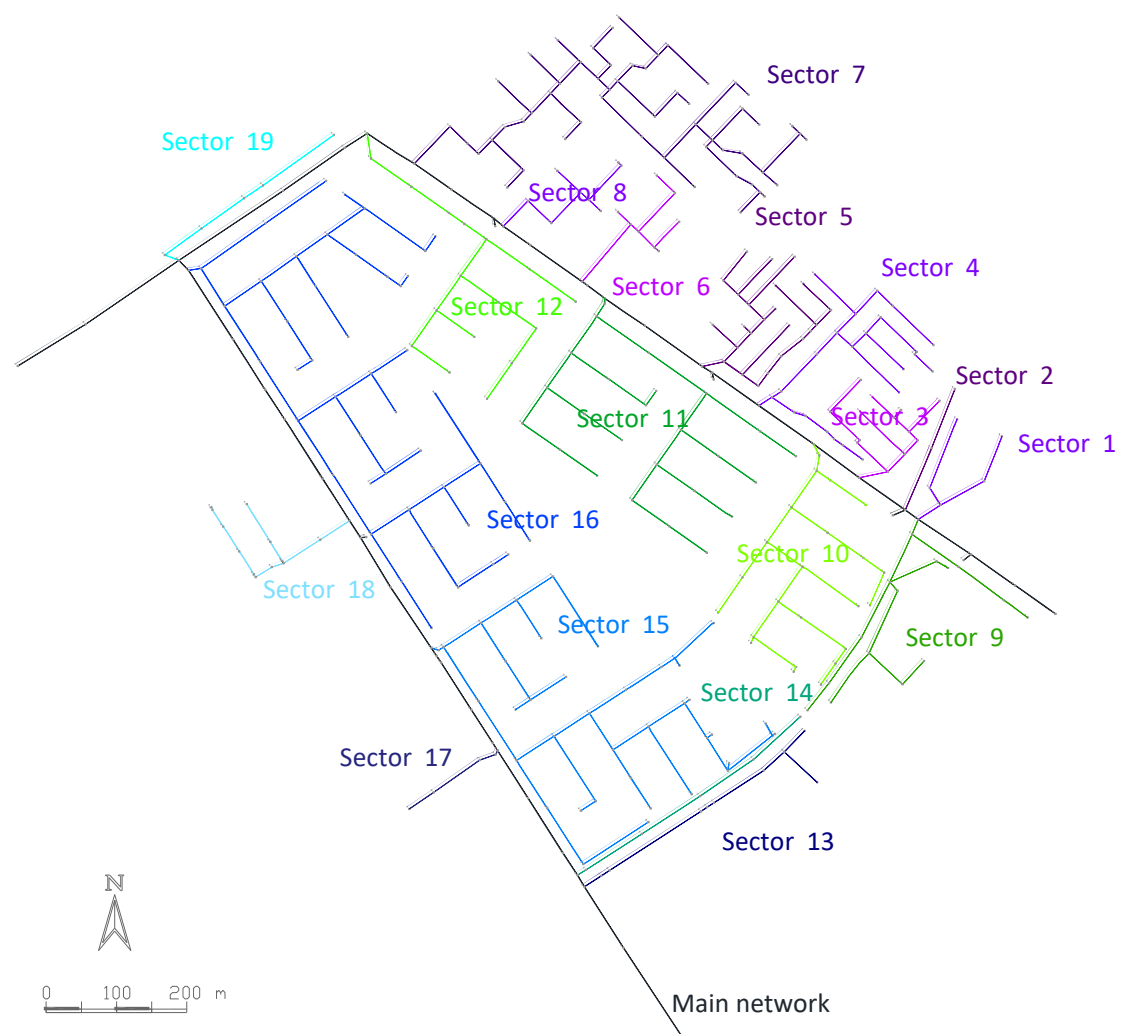 Sector 7
Sector 19
Sector 8
Sector 5
Sector 4
Sector 6
Sector 12
Sector 2
Sector 3
Sector 11
Sector 1
Sector 16
Sector 10
Sector 18
Sector 15
Sector 9
Sector 14
Sector 17
Sector 13
N
0 100 200 m
Main network